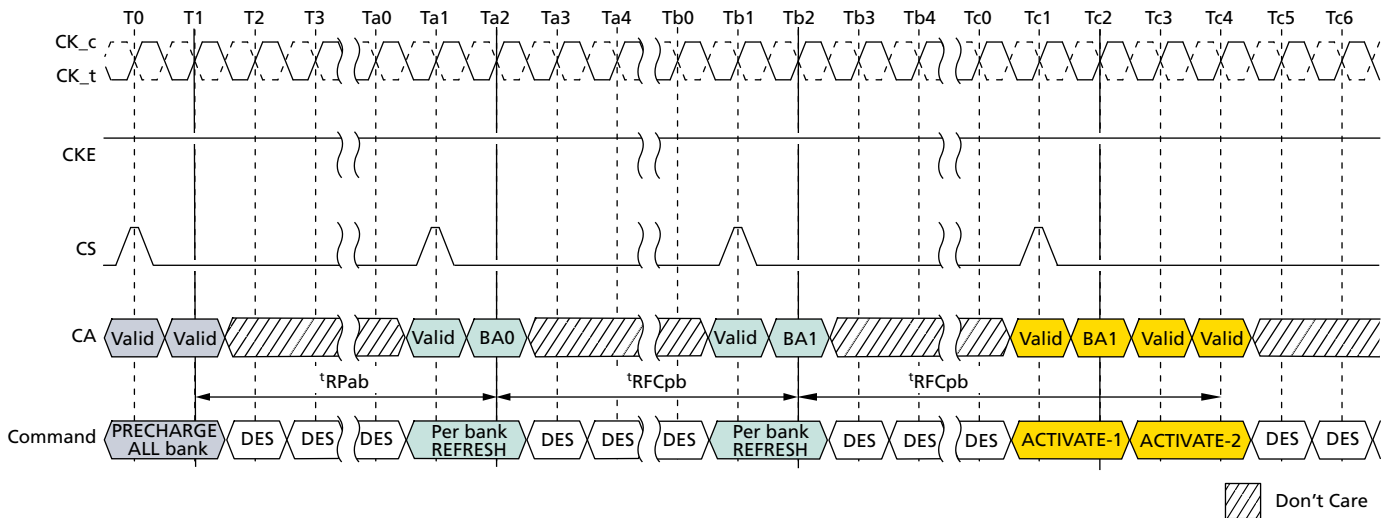 T0 T1 T2 T3 Ta0 Ta1 Ta2 Ta3 Ta4 Tb0 Tb1 Tb2 Tb3 Tb4 Tc0 Tc1 Tc2 Tc3 Tc4 Tc5 Tc6
CK_c
CK_t
CKE
CS
CA Valid Valid Valid BA0 Valid BA1 Valid BA1 Valid Valid
tRPab tRFCpb tRFCpb
Command PRECHARGE ALL bank DES DES DES Per bank REFRESH DES DES DES Per bank REFRESH DES DES DES ACTIVATE-1 ACTIVATE-2 DES DES
Don't Care